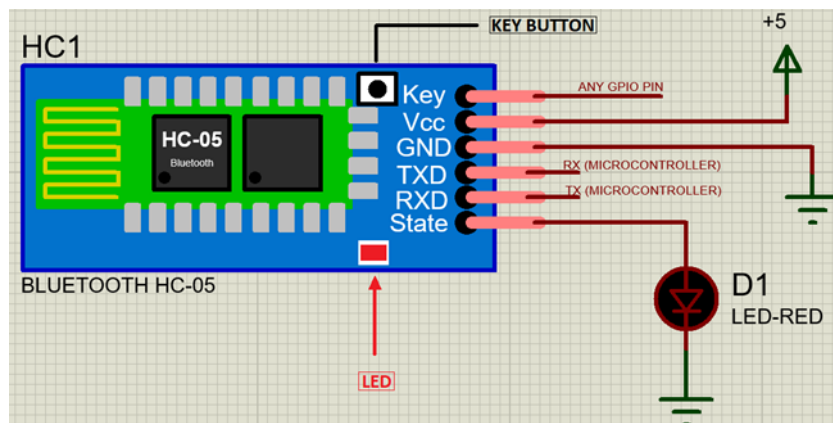 KEY BUTTON
+5
HC1
Key
ANY GPIO PIN
Vcc
HC-05
Bluetooth
GND
TXD
RX (MICROCONTROLLER)
RXD
TX (MICROCONTROLLER)
State
BLUETOOTH HC-05
D1
LED-RED
LED